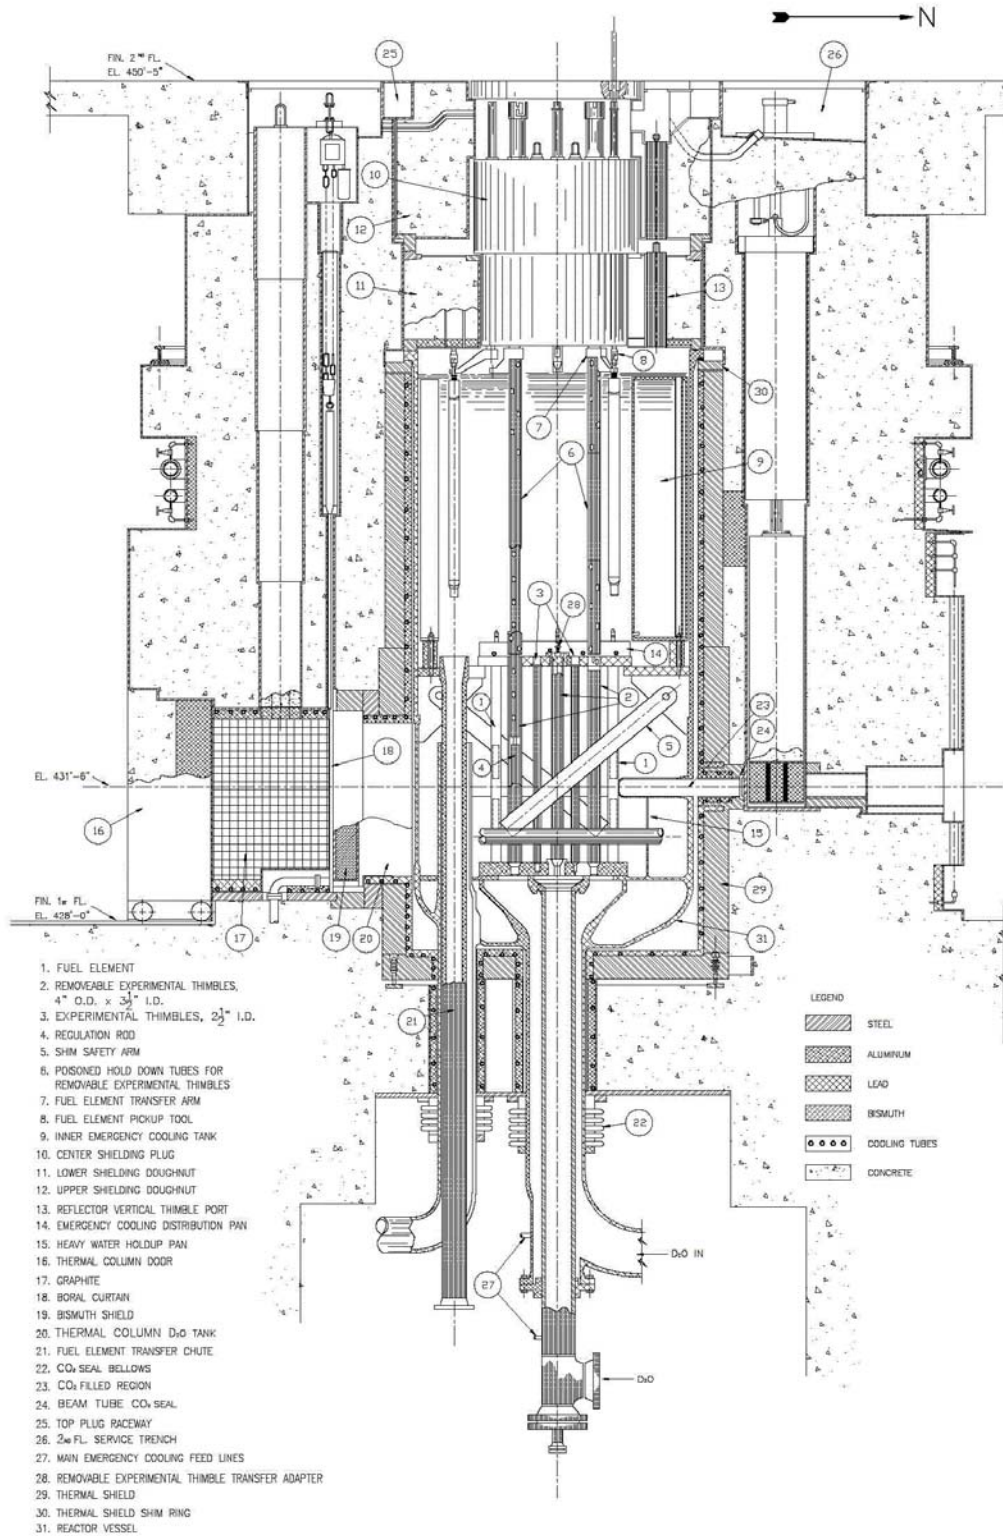 N
25
26
FIN. 2ND FL.
EL. 450'-5"
10
12
11
13
8
30
7
6
9
3
28
14
23
24
1
2
5
18
4
1
EL. 431'-6"
16
15
29
FIN. 1st FL.
EL. 428'-0"
17
19
20
31
21
22
27
D₂O IN
D₂O
1. FUEL ELEMENT
2. REMOVEABLE EXPERIMENTAL THIMBLES,
4" O.D. x 3½" I.D.
3. EXPERIMENTAL THIMBLES, 2½" I.D.
4. REGULATION ROD
5. SHIM SAFETY ARM
6. POISONED HOLD DOWN TUBES FOR
REMOVABLE EXPERIMENTAL THIMBLES
7. FUEL ELEMENT TRANSFER ARM
8. FUEL ELEMENT PICKUP TOOL
9. INNER EMERGENCY COOLING TANK
10. CENTER SHIELDING PLUG
11. LOWER SHIELDING DOUGHNUT
12. UPPER SHIELDING DOUGHNUT
13. REFLECTOR VERTICAL THIMBLE PORT
14. EMERGENCY COOLING DISTRIBUTION PAN
15. HEAVY WATER HOLDUP PAN
16. THERMAL COLUMN DOOR
17. GRAPHITE
18. BORAL CURTAIN
19. BISMUTH SHIELD
20. THERMAL COLUMN D₂O TANK
21. FUEL ELEMENT TRANSFER CHUTE
22. CO₂ SEAL BELLOWS
23. CO₂ FILLED REGION
24. BEAM TUBE CO₂ SEAL
25. TOP PLUG RACEWAY
26. 2ND FL. SERVICE TRENCH
27. MAIN EMERGENCY COOLING FEED LINES
28. REMOVABLE EXPERIMENTAL THIMBLE TRANSFER ADAPTER
29. THERMAL SHIELD
30. THERMAL SHIELD SHIM RING
31. REACTOR VESSEL
LEGEND
STEEL
ALUMINUM
LEAD
BISMUTH
COOLING TUBES
CONCRETE